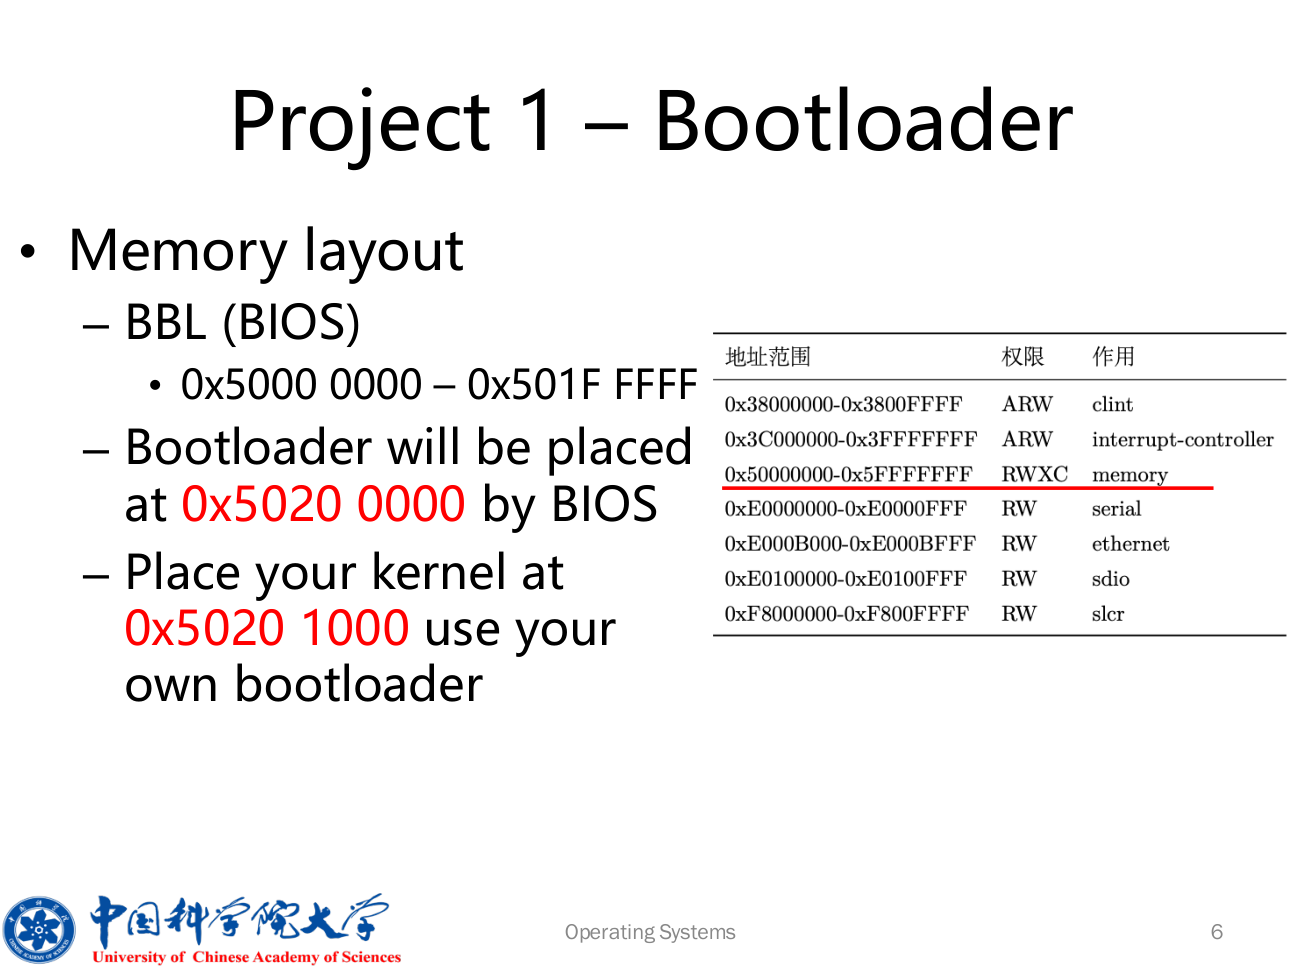 Project 1 – Bootloader
• Memory layout
– BBL (BIOS)
• 0x5000 0000 – 0x501F FFFF
– Bootloader will be placed
at 0x5020 0000 by BIOS
– Place your kernel at
0x5020 1000 use your
own bootloader
地址范围 权限 作用
0x38000000-0x3800FFFF ARW clint
0x3C000000-0x3FFFFFFF ARW interrupt-controller
0x50000000-0x5FFFFFFF RWXC memory
0xE0000000-0xE0000FFF RW serial
0xE000B000-0xE000BFFF RW ethernet
0xE0100000-0xE0100FFF RW sdio
0xF8000000-0xF800FFFF RW slcr
中国科学院大学
University of Chinese Academy of Sciences
Operating Systems
6